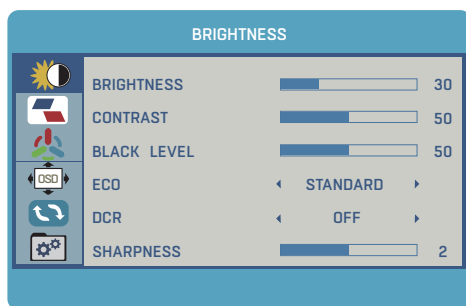 BRIGHTNESS
BRIGHTNESS 30
CONTRAST 50
BLACK LEVEL 50
OSD
ECO STANDARD
DCR OFF
SHARPNESS 2